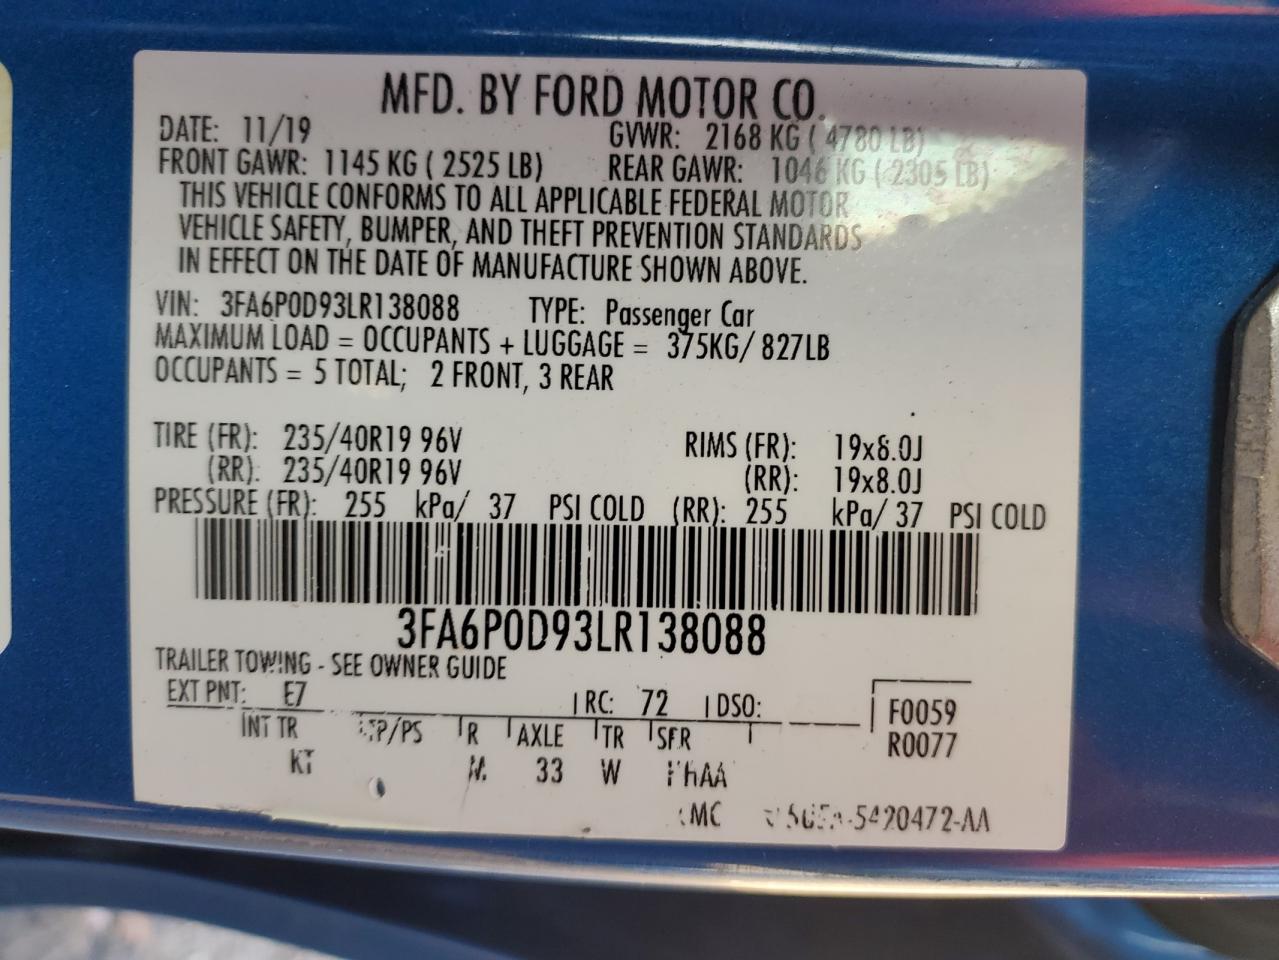 MFD. BY FORD MOTOR CO.
DATE: 11/19 GVWR: 2168 KG ( 4780 LB)
FRONT GAWR: 1145 KG ( 2525 LB) REAR GAWR: 1046 KG ( 2305 LB)
THIS VEHICLE CONFORMS TO ALL APPLICABLE FEDERAL MOTOR
VEHICLE SAFETY, BUMPER, AND THEFT PREVENTION STANDARDS
IN EFFECT ON THE DATE OF MANUFACTURE SHOWN ABOVE.
VIN: 3FA6P0D93LR138088 TYPE: Passenger Car
MAXIMUM LOAD = OCCUPANTS + LUGGAGE = 375KG/ 827LB
OCCUPANTS = 5 TOTAL; 2 FRONT, 3 REAR
TIRE (FR): 235/40R19 96V RIMS (FR): 19x8.0J
(RR): 235/40R19 96V (RR): 19x8.0J
PRESSURE (FR): 255 kPa/ 37 PSI COLD (RR): 255 kPa/ 37 PSI COLD
3FA6P0D93LR138088
TRAILER TOWING - SEE OWNER GUIDE
EXT PNT: E7 RC: 72 DSO: F0059
INT TR TP/PS R AXLE TR SFR R0077
KT M 33 W
MC 5420472-AA